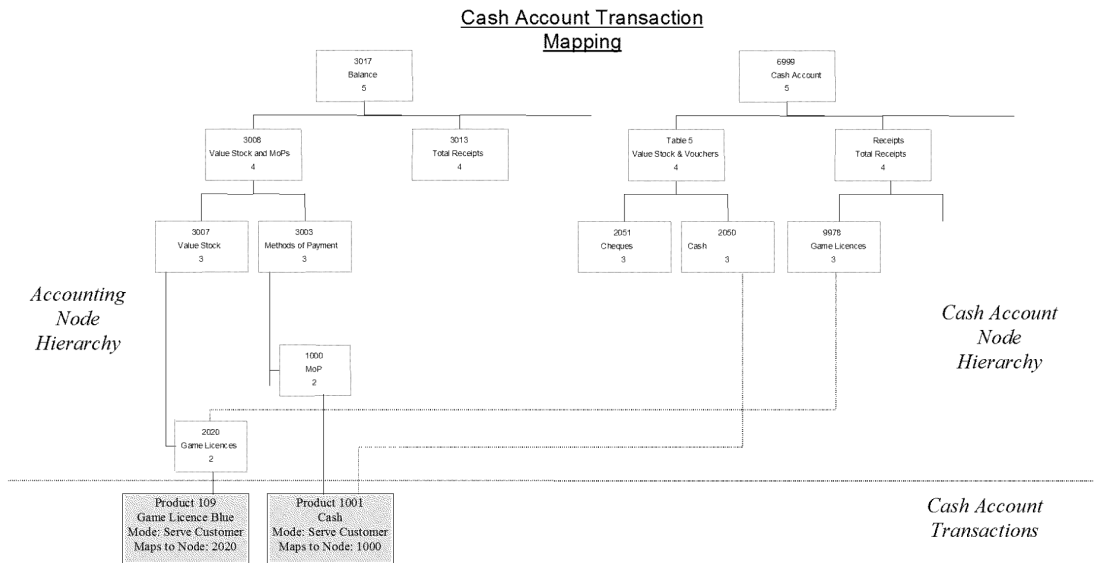 Cash Account Transaction
Mapping
3017
Balance
5
6999
Cash Account
5
3008
Value Stock and MoPs
4
3013
Total Receipts
4
Table 5
Value Stock & Vouchers
4
Receipts
Total Receipts
4
3007
Value Stock
3
3003
Methods of Payment
3
2051
Cheques
3
2050
Cash
3
9978
Game Licences
3
Accounting
Node
Hierarchy
Cash Account
Node
Hierarchy
1000
MoP
2
2020
Game Licences
2
Product 109
Game Licence Blue
Mode: Serve Customer
Maps to Node: 2020
Product 1001
Cash
Mode: Serve Customer
Maps to Node: 1000
Cash Account
Transactions